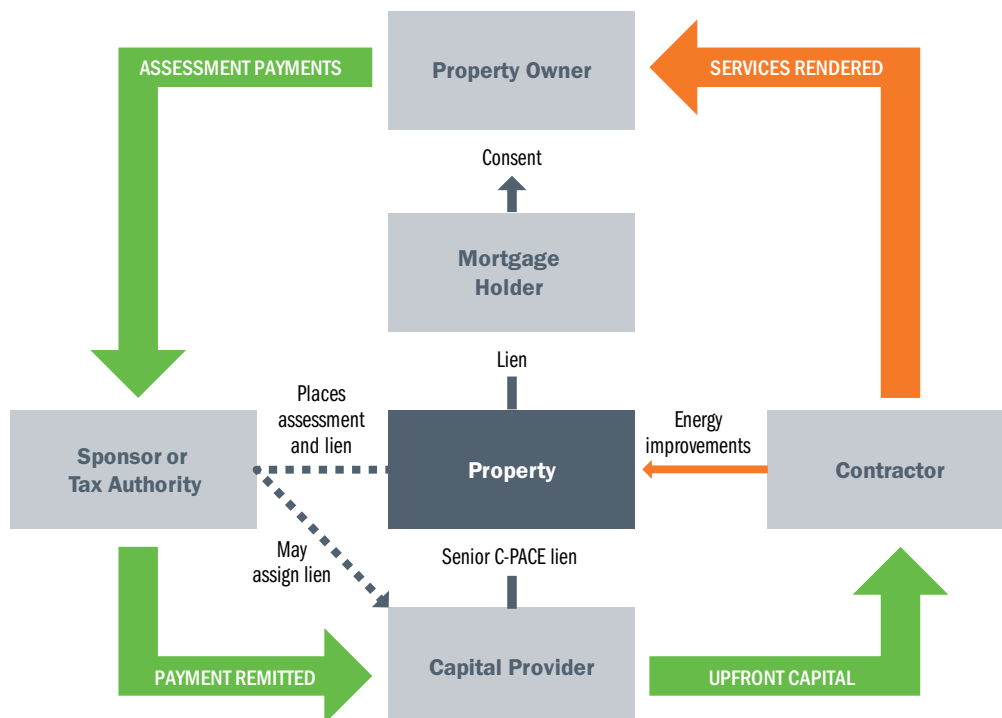 ASSESSMENT PAYMENTS
Property Owner
SERVICES RENDERED
Consent
Mortgage
Holder
Lien
Places
assessment
and lien
Energy
improvements
Sponsor or
Tax Authority
Property
Contractor
May
assign lien
Senior C-PACE lien
PAYMENT REMITTED
Capital Provider
UPFRONT CAPITAL